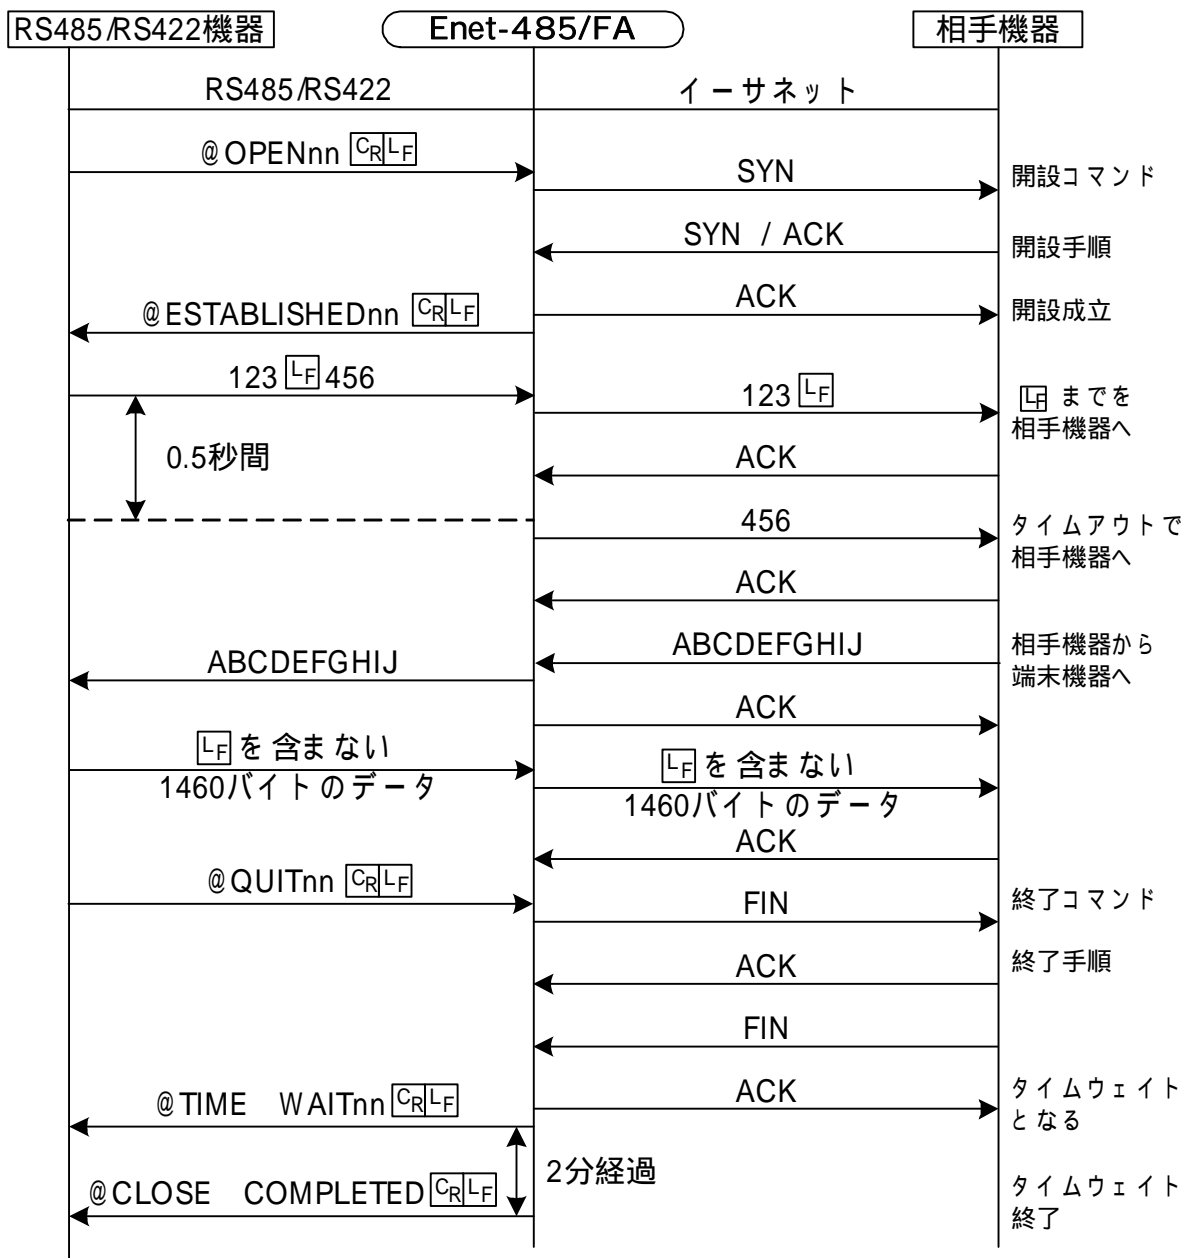 RS485/RS422機器
Enet-485/FA
相手機器
RS485/RS422
イーサネット
@OPENnn CRLF
SYN
開設コマンド
SYN / ACK
開設手順
@ESTABLISHEDnn CRLF
ACK
開設成立
123 LF 456
123 LF
LF までを
相手機器へ
0.5秒間
ACK
456
タイムアウトで
相手機器へ
ACK
ABCDEFGHIJ
ABCDEFGHIJ
相手機器から
端末機器へ
ACK
LF を含まない
1460バイトのデータ
LF を含まない
1460バイトのデータ
ACK
@QUITnn CRLF
FIN
終了コマンド
ACK
終了手順
FIN
@TIME WAITnn CRLF
ACK
タイムウェイト
となる
2分経過
@CLOSE COMPLETED CRLF
タイムウェイト
終了